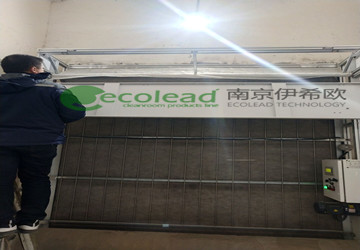 ecolead
cleanroom products line
南京伊希欧
ECOLEAD TECHNOLOGY